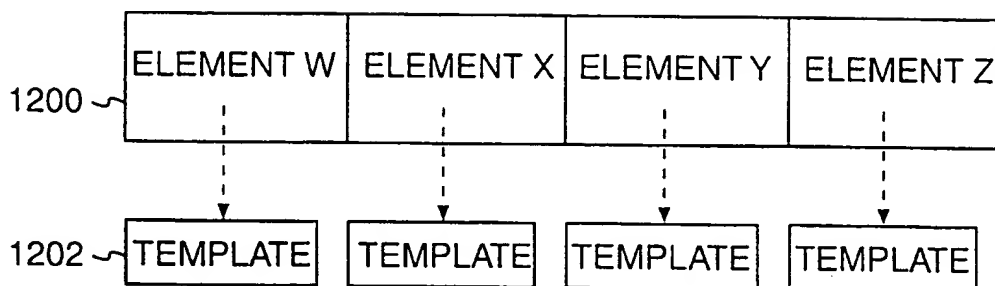 ELEMENT W ELEMENT X ELEMENT Y ELEMENT Z
1200
1202 TEMPLATE TEMPLATE TEMPLATE TEMPLATE